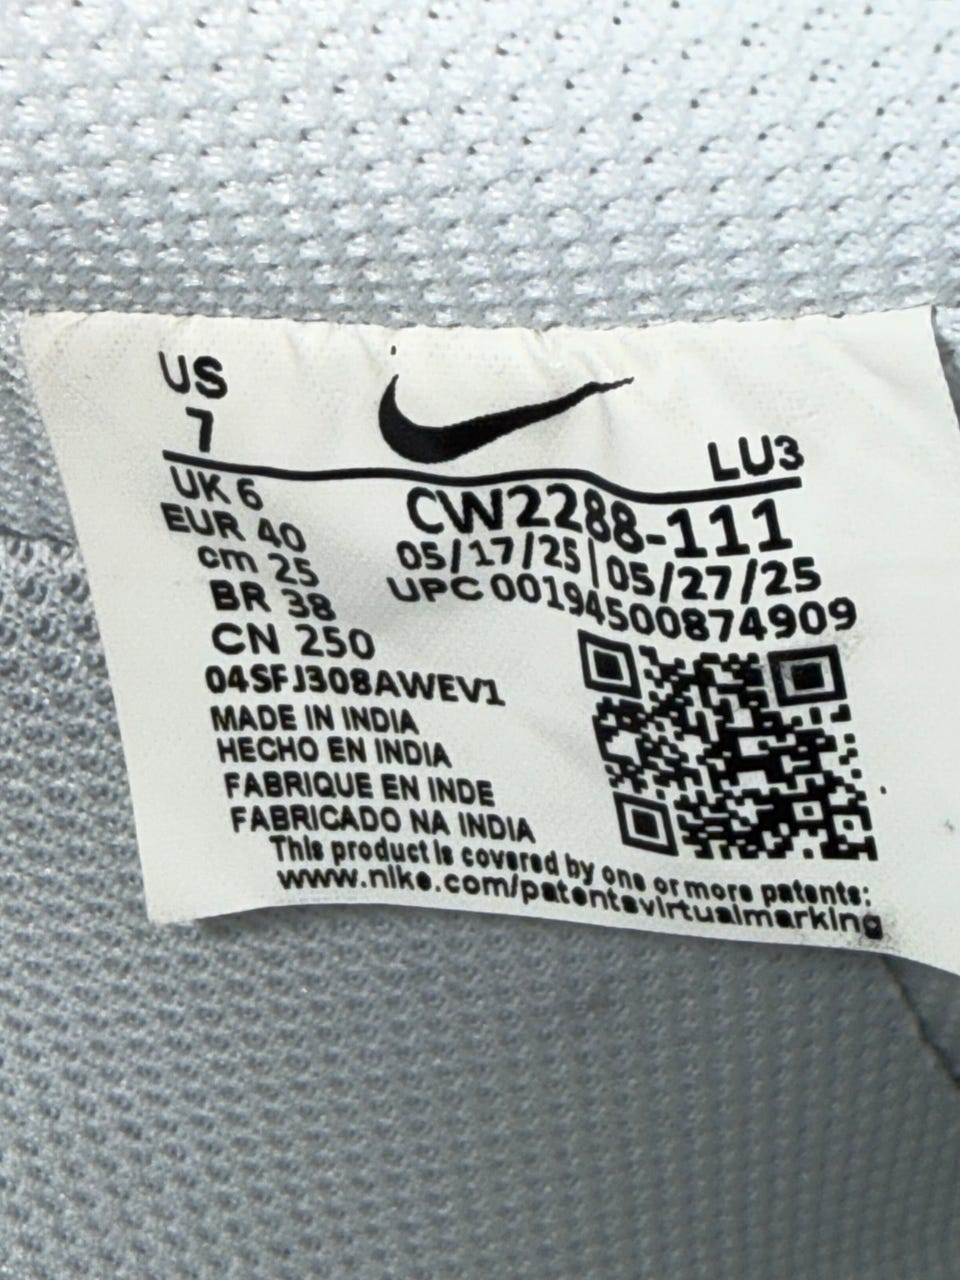 US
7
LU3
UK 6
EUR 40
cm 25
BR 38
CN 250
CW2288-111
05/17/25|05/27/25
UPC 00194500874909
04SFJ308AWEV1
MADE IN INDIA
HECHO EN INDIA
FABRIQUE EN INDE
FABRICADO NA INDIA
This product is covered by one or more patents:
www.nike.com/patentsvirtualmarking